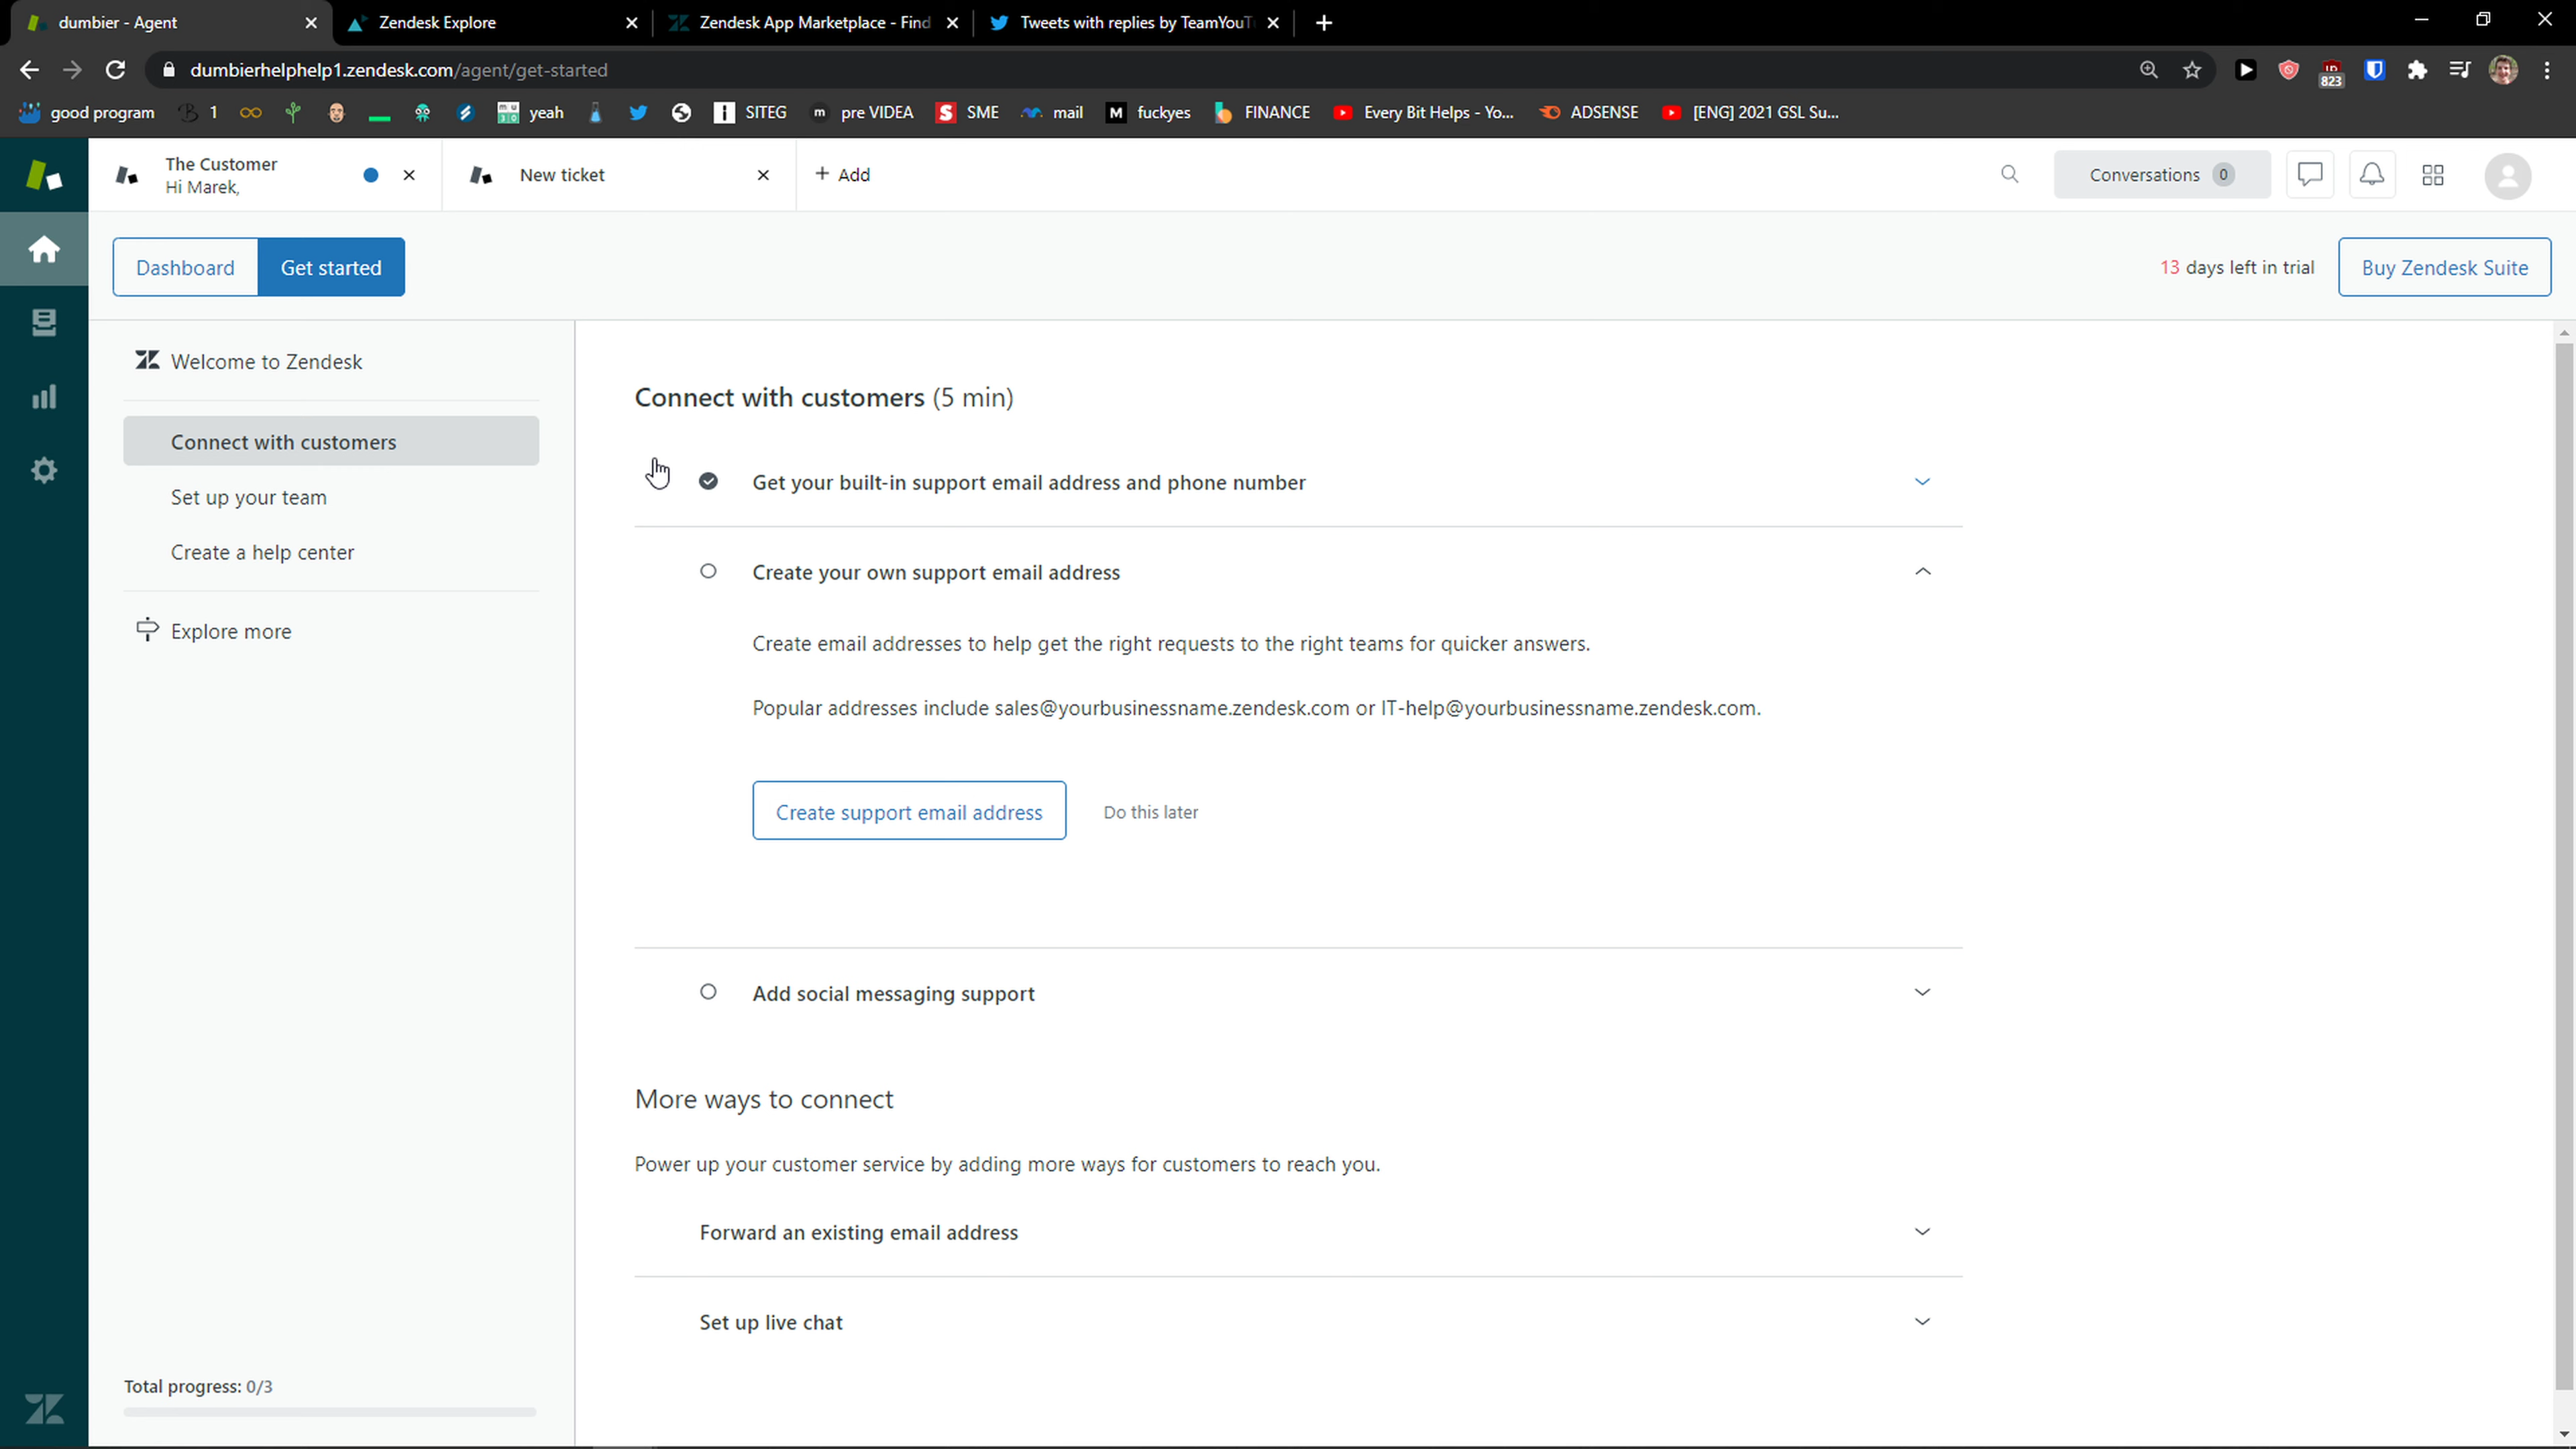 dumbier - Agent
Zendesk Explore
Zendesk App Marketplace - Find
Tweets with replies by TeamYouT
dumbierhelphelp1.zendesk.com/agent/get-started
823
good program
1
yeah
SITEG
pre VIDEA
SME
mail
fuckyes
FINANCE
Every Bit Helps - Yo...
ADSENSE
[ENG] 2021 GSL Su...
The Customer
Hi Marek,
New ticket
+ Add
Conversations 0
Dashboard
Get started
13 days left in trial
Buy Zendesk Suite
Welcome to Zendesk
Connect with customers
Set up your team
Create a help center
Explore more
Total progress: 0/3
Connect with customers (5 min)
Get your built-in support email address and phone number
Create your own support email address
Create email addresses to help get the right requests to the right teams for quicker answers.
Popular addresses include sales@yourbusinessname.zendesk.com or IT-help@yourbusinessname.zendesk.com.
Create support email address
Do this later
Add social messaging support
More ways to connect
Power up your customer service by adding more ways for customers to reach you.
Forward an existing email address
Set up live chat